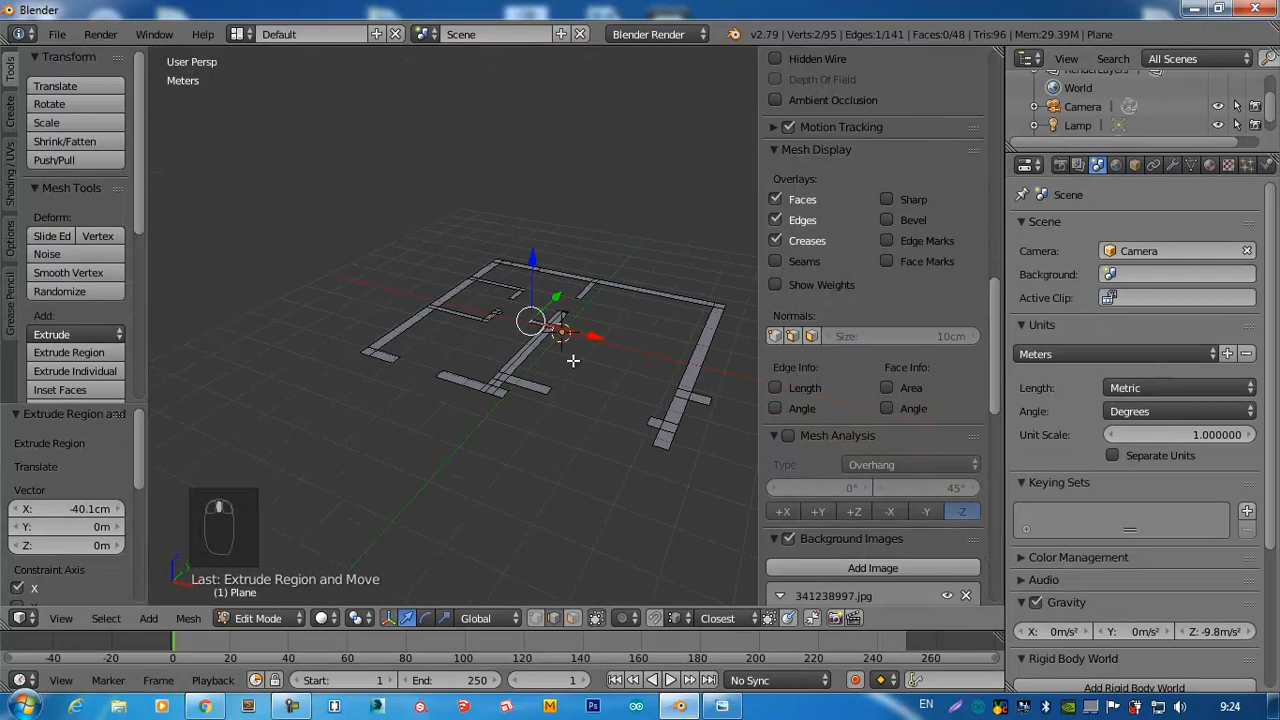 Blender
File Render Window Help Default Scene Blender Render v2.79 | Verts:2/95 | Edges:1/141 | Faces:0/48 | Tris:96 | Mem:29.39M | Plane
Tools
Create
Shading / UVs
Options
Grease Pencil
Transform
Translate
Rotate
Scale
Shrink/Fatten
Push/Pull
Mesh Tools
Deform:
Slide Ed Vertex
Noise
Smooth Vertex
Randomize
Add:
Extrude
Extrude Region
Extrude Individual
Inset Faces
Extrude Region and
Extrude Region
Translate
Vector
X: -40.1cm
Y: 0m
Z: 0m
Constraint Axis
X
User Persp
Meters
Last: Extrude Region and Move
(1) Plane
Hidden Wire
Depth Of Field
Ambient Occlusion
Motion Tracking
Mesh Display
Overlays:
Faces Sharp
Edges Bevel
Creases Edge Marks
Seams Face Marks
Show Weights
Normals:
Size: 10cm
Edge Info: Face Info:
Length Area
Angle Angle
Mesh Analysis
Type: Overhang
0° 45°
+X +Y +Z -X -Y -Z
Background Images
Add Image
341238997.jpg
View Search All Scenes
World
Camera
Lamp
Scene
Scene
Camera: Camera
Background:
Active Clip:
Units
Meters
Length: Metric
Angle: Degrees
Unit Scale: 1.000000
Separate Units
Keying Sets
Color Management
Audio
Gravity
X: 0m/s² Y: 0m/s² Z: -9.8m/s²
Rigid Body World
Add Rigid Body World
View Select Add Mesh Edit Mode Global Closest
-40 -20 0 20 40 60 80 100 120 140 160 180 200 220 240 260
View Marker Frame Playback Start: 1 End: 250 1 No Sync
EN 9:24